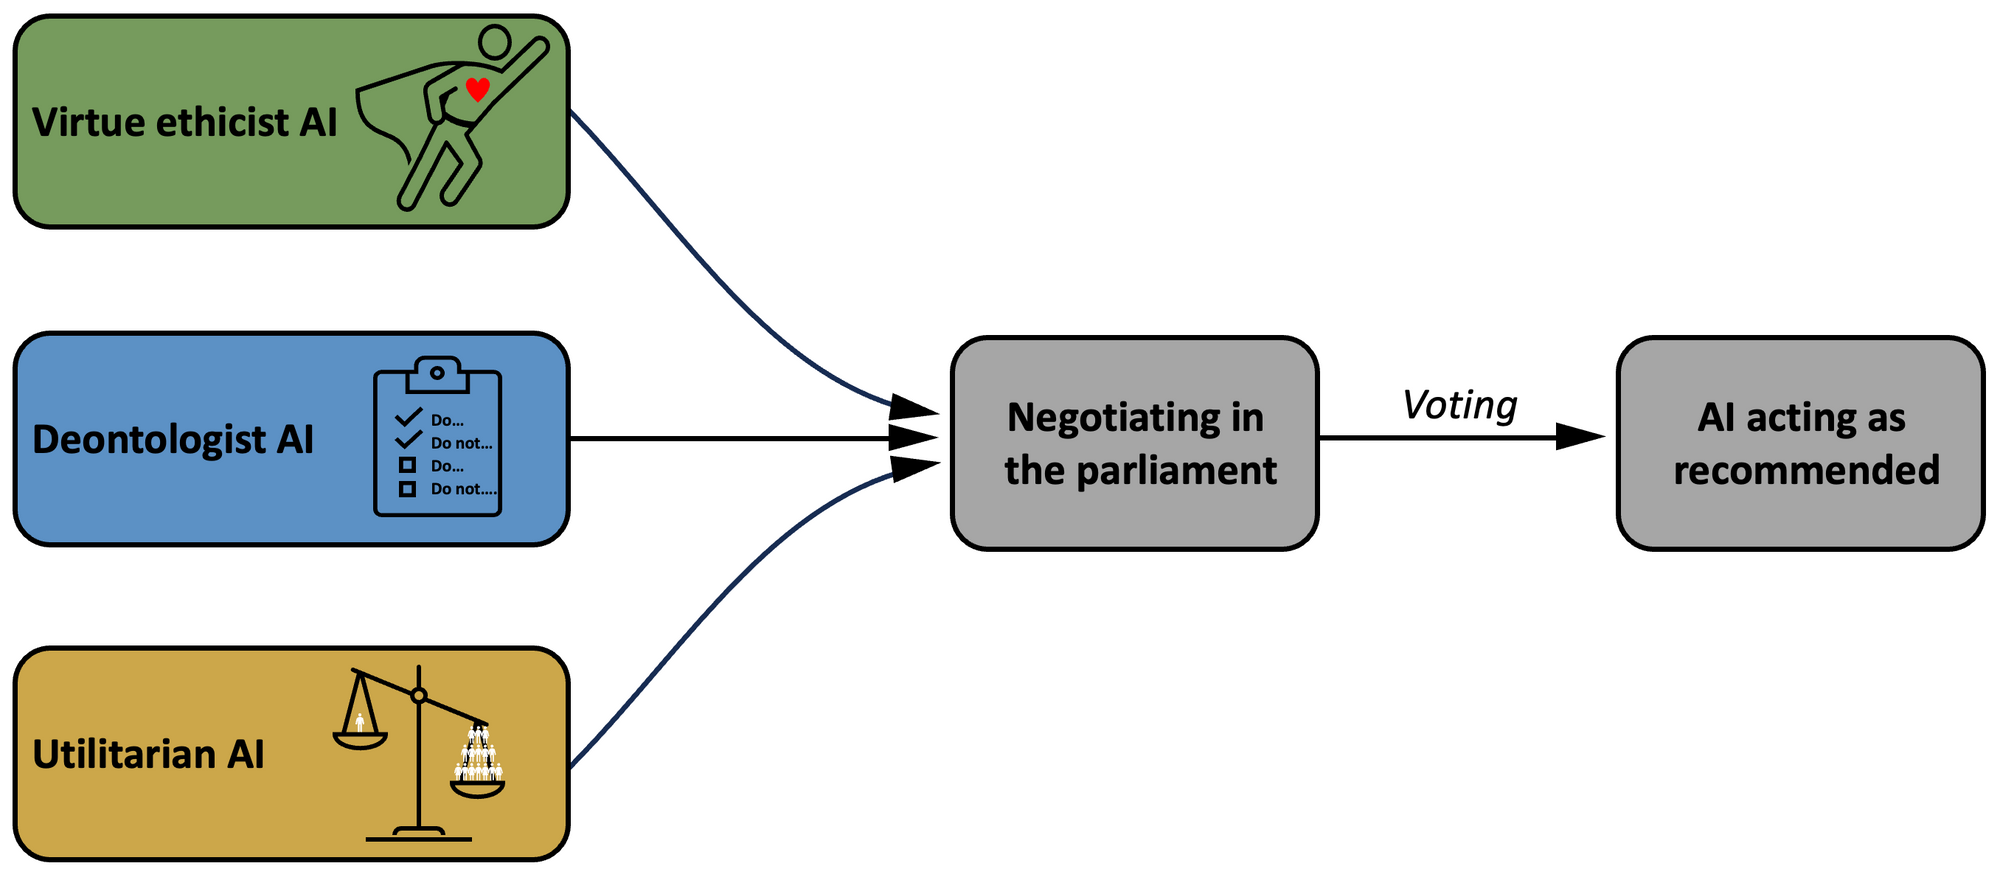 Virtue ethicist AI
Deontologist AI
Do...
Do not...
Do...
Do not....
Utilitarian AI
Negotiating in
the parliament
Voting
AI acting as
recommended